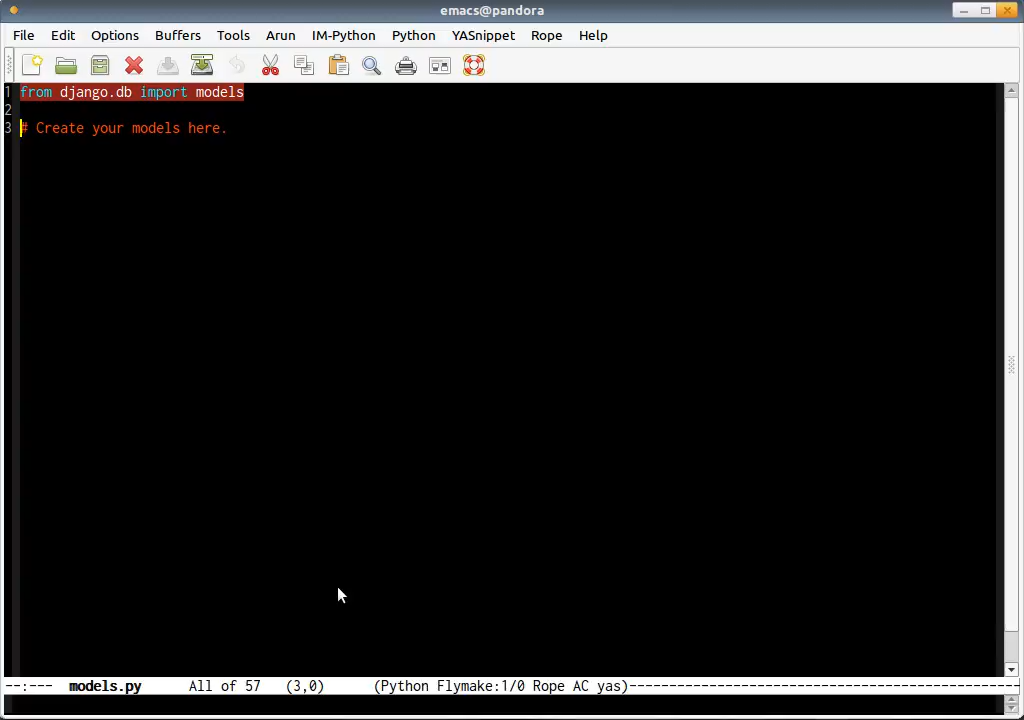 emacs@pandora
File Edit Options Buffers Tools Arun IM-Python Python YASnippet Rope Help
1 from django.db import models
2
3 # Create your models here.
--:--- models.py All of 57 (3,0) (Python Flymake:1/0 Rope AC yas)--------------------------------------------------